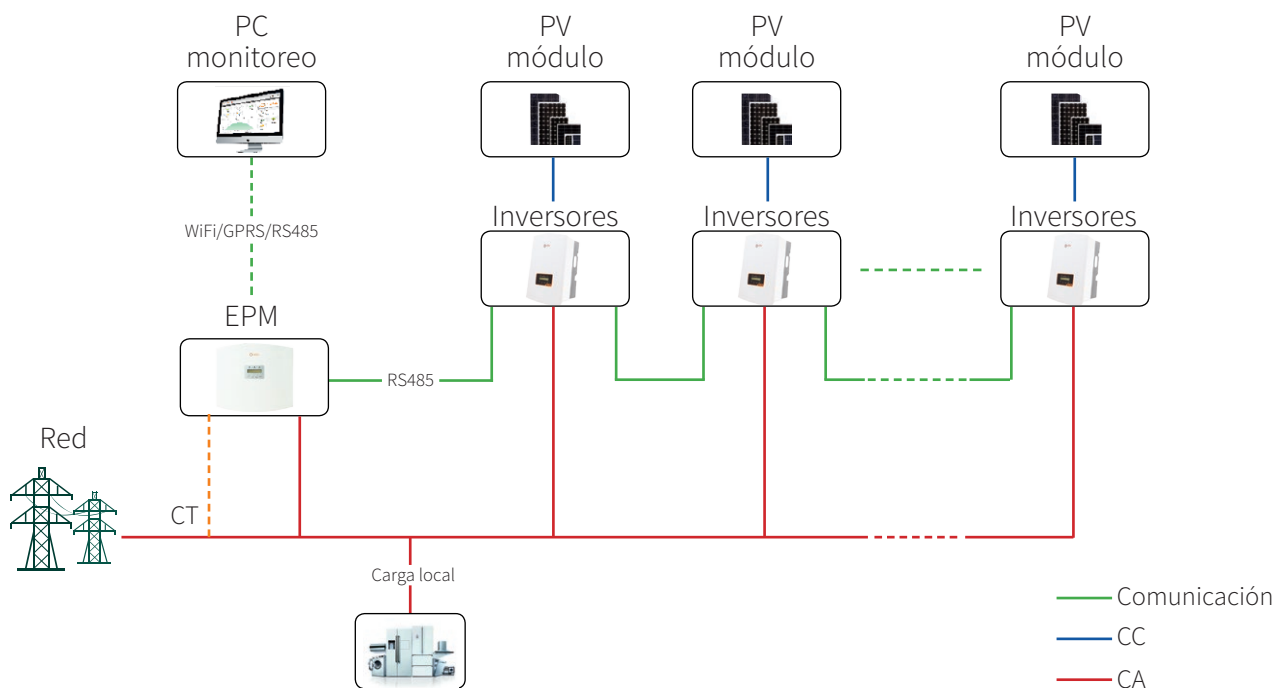 PC
monitoreo
PV
módulo
PV
módulo
PV
módulo
WiFi/GPRS/RS485
Inversores
Inversores
Inversores
EPM
RS485
Red
CT
Carga local
Comunicación
CC
CA